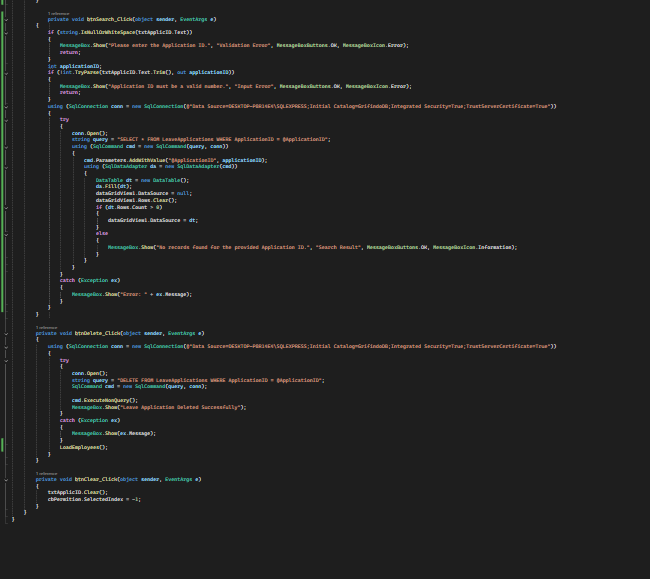 }
1 reference
private void btnSearch_Click(object sender, EventArgs e)
{
if (string.IsNullOrWhiteSpace(txtApplicID.Text))
{
MessageBox.Show("Please enter the Application ID.", "Validation Error", MessageBoxButtons.OK, MessageBoxIcon.Error);
return;
}
int applicationID;
if (!int.TryParse(txtApplicID.Text.Trim(), out applicationID))
{
MessageBox.Show("Application ID must be a valid number.", "Input Error", MessageBoxButtons.OK, MessageBoxIcon.Error);
return;
}
using (SqlConnection conn = new SqlConnection(@"Data Source=DESKTOP-P0R14E4\SQLEXPRESS;Initial Catalog=GrifindoDB;Integrated Security=True;TrustServerCertificate=True"))
{
try
{
conn.Open();
string query = "SELECT * FROM LeaveApplications WHERE ApplicationID = @ApplicationID";
using (SqlCommand cmd = new SqlCommand(query, conn))
{
cmd.Parameters.AddWithValue("@ApplicationID", applicationID);
using (SqlDataAdapter da = new SqlDataAdapter(cmd))
{
DataTable dt = new DataTable();
da.Fill(dt);
dataGridView1.DataSource = null;
dataGridView1.Rows.Clear();
if (dt.Rows.Count > 0)
{
dataGridView1.DataSource = dt;
}
else
{
MessageBox.Show("No records found for the provided Application ID.", "Search Result", MessageBoxButtons.OK, MessageBoxIcon.Information);
}
}
}
}
catch (Exception ex)
{
MessageBox.Show("Error: " + ex.Message);
}
}
}
1 reference
private void btnDelete_Click(object sender, EventArgs e)
{
using (SqlConnection conn = new SqlConnection(@"Data Source=DESKTOP-P0R14E4\SQLEXPRESS;Initial Catalog=GrifindoDB;Integrated Security=True;TrustServerCertificate=True"))
{
try
{
conn.Open();
string query = "DELETE FROM LeaveApplications WHERE ApplicationID = @ApplicationID";
SqlCommand cmd = new SqlCommand(query, conn);
cmd.ExecuteNonQuery();
MessageBox.Show("Leave Application Deleted Successfully");
}
catch (Exception ex)
{
MessageBox.Show(ex.Message);
}
LoadEmployees();
}
}
1 reference
private void btnClear_Click(object sender, EventArgs e)
{
txtApplicID.Clear();
cbPermition.SelectedIndex = -1;
}
}
}